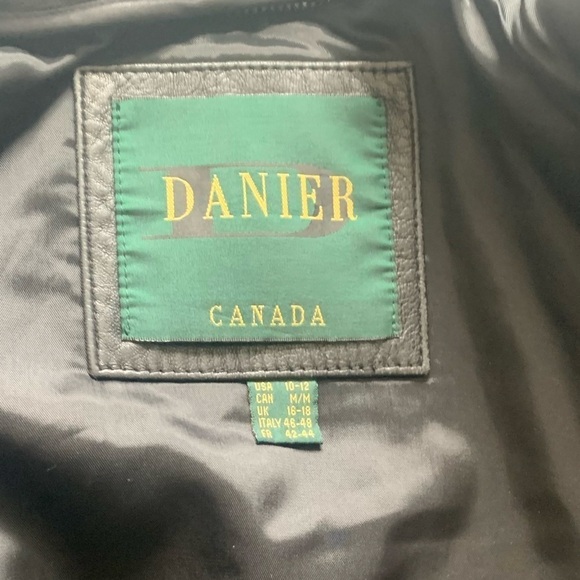 DANIER
CANADA
USA 10-12
CAN M/M
UK 16-18
ITALY 46-48
FR 42-44